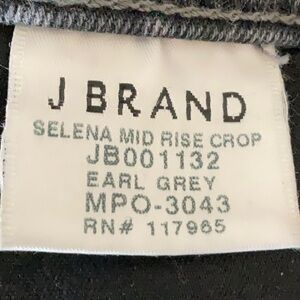 J BRAND
SELENA MID RISE CROP
JB001132
EARL GREY
MPO-3043
RN# 117965